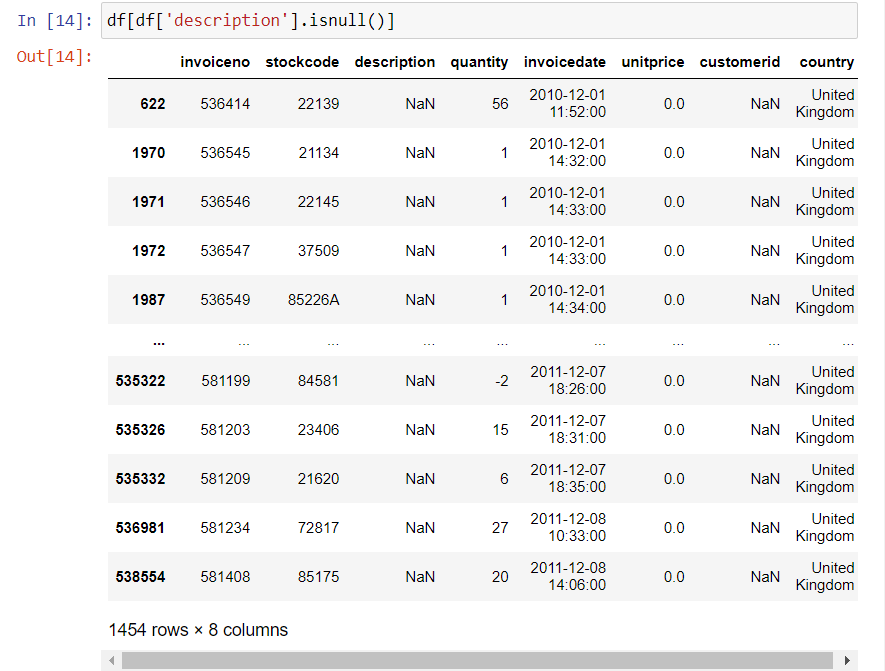 In [14]: df[df['description'].isnull()]
Out[14]:
invoiceno stockcode description quantity invoicedate unitprice customerid country
622 536414 22139 NaN 56 2010-12-01 11:52:00 0.0 NaN United Kingdom
1970 536545 21134 NaN 1 2010-12-01 14:32:00 0.0 NaN United Kingdom
1971 536546 22145 NaN 1 2010-12-01 14:33:00 0.0 NaN United Kingdom
1972 536547 37509 NaN 1 2010-12-01 14:33:00 0.0 NaN United Kingdom
1987 536549 85226A NaN 1 2010-12-01 14:34:00 0.0 NaN United Kingdom
... ... ... ... ... ... ... ... ...
535322 581199 84581 NaN -2 2011-12-07 18:26:00 0.0 NaN United Kingdom
535326 581203 23406 NaN 15 2011-12-07 18:31:00 0.0 NaN United Kingdom
535332 581209 21620 NaN 6 2011-12-07 18:35:00 0.0 NaN United Kingdom
536981 581234 72817 NaN 27 2011-12-08 10:33:00 0.0 NaN United Kingdom
538554 581408 85175 NaN 20 2011-12-08 14:06:00 0.0 NaN United Kingdom
1454 rows × 8 columns